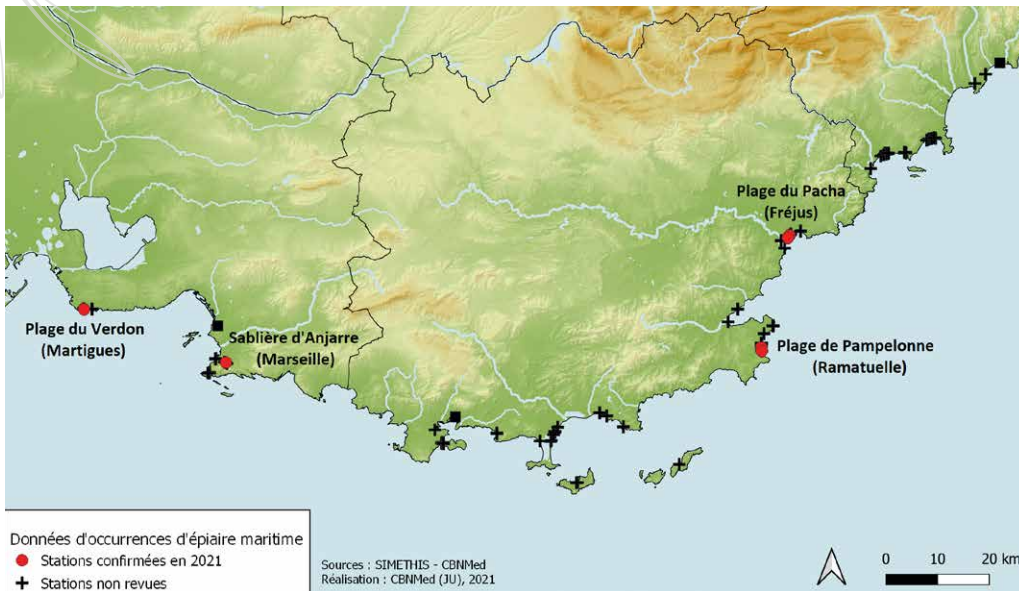 Plage du Pacha
(Fréjus)
Plage du Verdon
(Martigues)
Sablière d'Anjarre
(Marseille)
Plage de Pampelonne
(Ramatuelle)
Données d'occurrences d'épiaire maritime
Stations confirmées en 2021
Stations non revues
Sources : SIMETHIS - CBNMed
Réalisation : CBNMed (JU), 2021
0 10 20 km